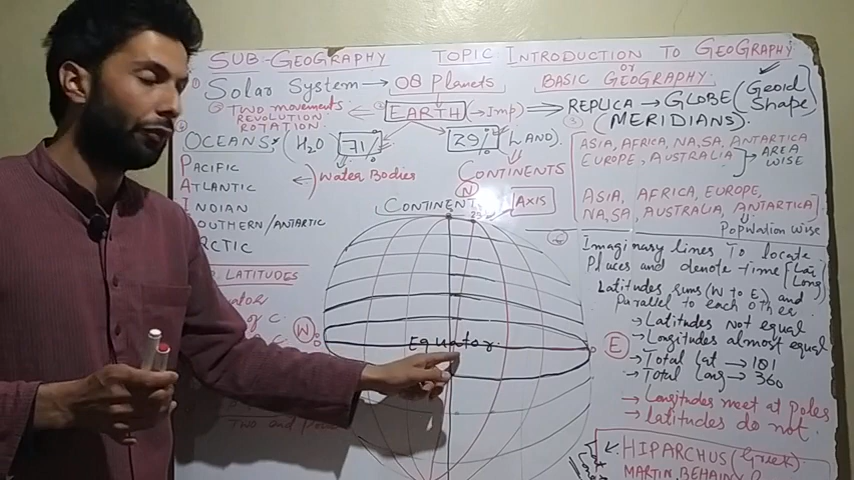 SUB-GEOGRAPHY
TOPIC INTRODUCTION TO GEOGRAPHY
or
BASIC GEOGRAPHY
① Solar System → 08 Planets
② TWO MOVEMENTS
REVOLUTION
ROTATION
EARTH (→ Imp)
REPLICA → GLOBE (Geoid Shape)
(MERIDIANS).
OCEANS (H2O 71%
29% LAND).
PACIFIC
ATLANTIC
INDIAN
SOUTHERN/ANTARTIC
Water Bodies
CONTINENTS
ASIA, AFRICA, NA, SA, ANTARTICA
EUROPE, AUSTRALIA
AREA WISE
ASIA, AFRICA, EUROPE,
NA, SA, AUSTRALIA, ANTARTICA
Population wise
LATITUDES
N
AXIS
W
0
Equator
E
Imaginary lines To locate
Places and denote time [Lat
Long]
Latitudes runs (W to E) and
Parallel to each other
→ Latitudes Not equal
→ Longitudes almost equal
→ Total lat → 181
→ Total long → 360
→ Longitudes meet at poles
→ latitudes do not.
HIPARCHUS (Greek)
MARTIN, BEHAIM